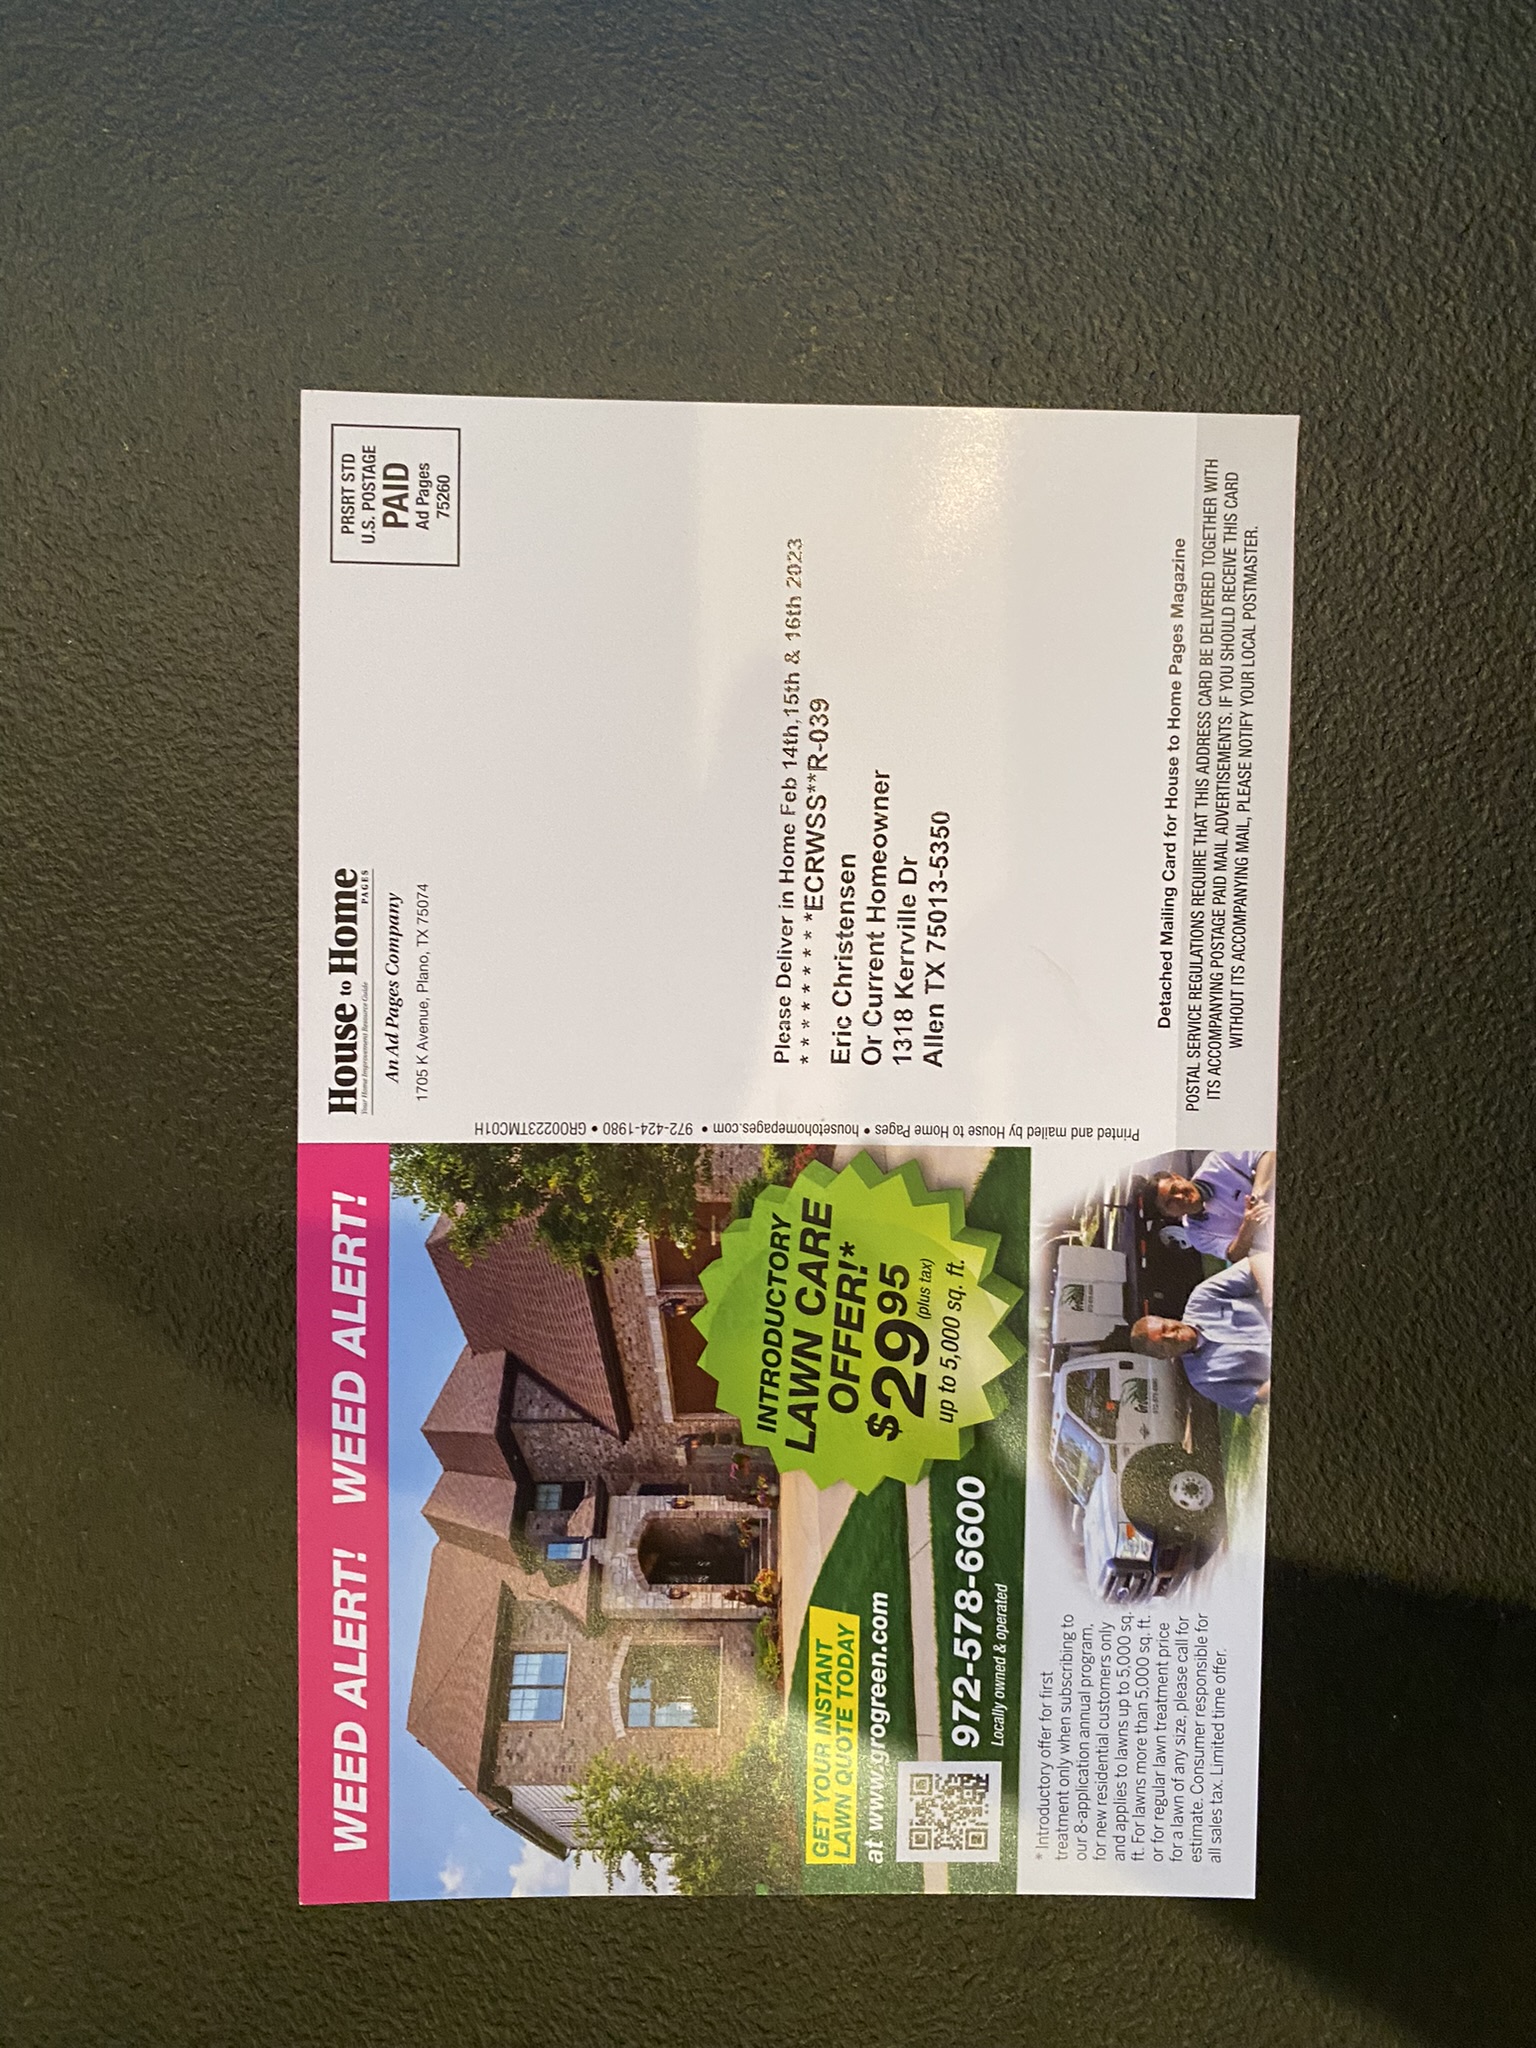 WEED ALERT! WEED ALERT!
GET YOUR INSTANT
LAWN QUOTE TODAY
at www.grogreen.com
972-578-6600
Locally owned & operated
INTRODUCTORY
LAWN CARE
OFFER!*
$29 95
(plus tax)
up to 5,000 sq. ft.
* Introductory offer for first
treatment only when subscribing to
our 8-application annual program,
for new residential customers only
and applies to lawns up to 5,000 sq.
ft. For lawns more than 5,000 sq. ft.
or for regular lawn treatment price
for a lawn of any size, please call for
estimate. Consumer responsible for
all sales tax. Limited time offer.
Printed and mailed by House to Home Pages • housetohomepages.com • 972-424-1980 • GRO0223TMC01H
House to Home
Your Home Improvement Resource Guide PAGES
An Ad Pages Company
1705 K Avenue, Plano, TX 75074
PRSRT STD
U.S. POSTAGE
PAID
Ad Pages
75260
Please Deliver in Home Feb 14th,15th & 16th 2023
* * * * * * * * *ECRWSS**R-039
Eric Christensen
Or Current Homeowner
1318 Kerrville Dr
Allen TX 75013-5350
Detached Mailing Card for House to Home Pages Magazine
POSTAL SERVICE REGULATIONS REQUIRE THAT THIS ADDRESS CARD BE DELIVERED TOGETHER WITH
ITS ACCOMPANYING POSTAGE PAID MAIL ADVERTISEMENTS. IF YOU SHOULD RECEIVE THIS CARD
WITHOUT ITS ACCOMPANYING MAIL, PLEASE NOTIFY YOUR LOCAL POSTMASTER.